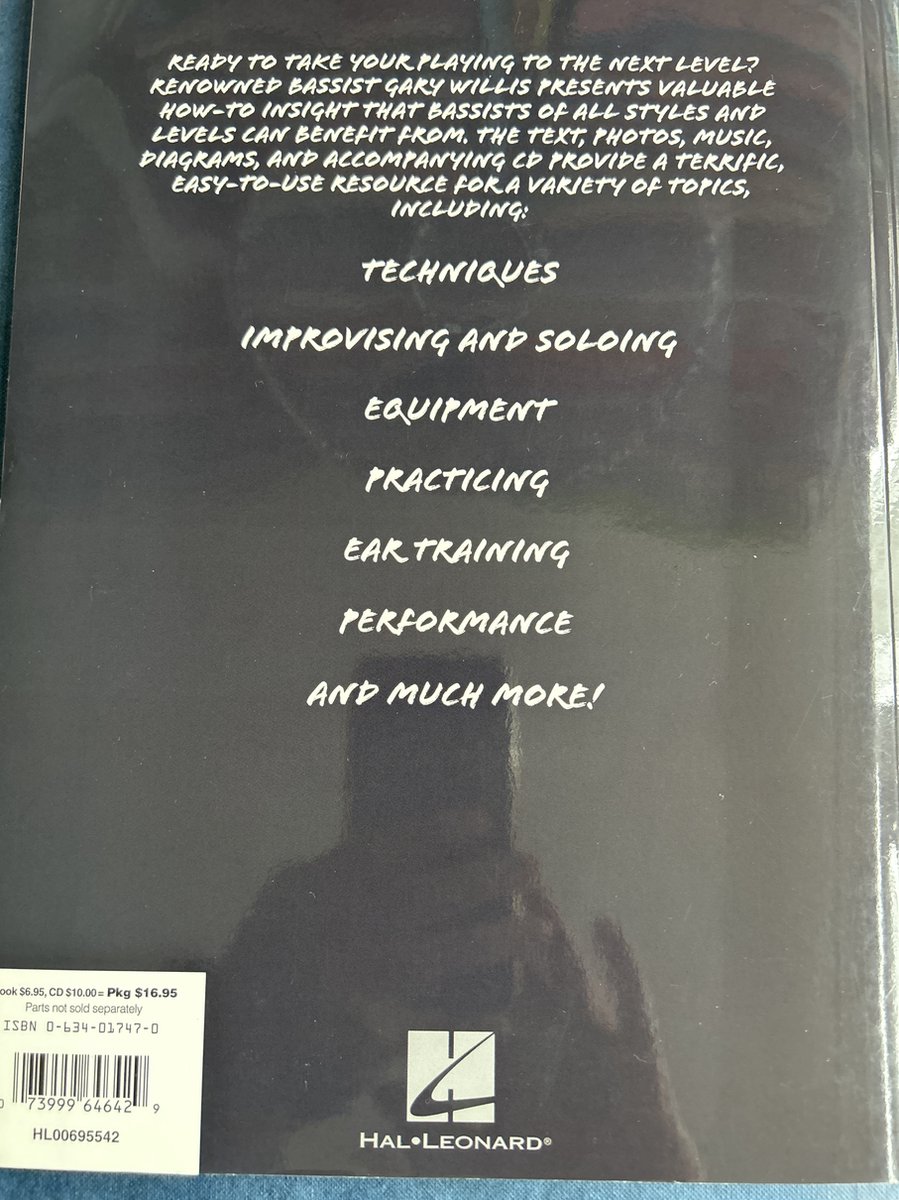 READY TO TAKE YOUR PLAYING TO THE NEXT LEVEL?
RENOWNED BASSIST GARY WILLIS PRESENTS VALUABLE
HOW-TO INSIGHT THAT BASSISTS OF ALL STYLES AND
LEVELS CAN BENEFIT FROM. THE TEXT, PHOTOS, MUSIC,
DIAGRAMS, AND ACCOMPANYING CD PROVIDE A TERRIFIC,
EASY-TO-USE RESOURCE FOR A VARIETY OF TOPICS,
INCLUDING:
TECHNIQUES
IMPROVISING AND SOLOING
EQUIPMENT
PRACTICING
EAR TRAINING
PERFORMANCE
AND MUCH MORE!
ook $6.95, CD $10.00 = Pkg $16.95
Parts not sold separately
ISBN 0-634-01747-0
0 73999 64642 9
HL00695542
HAL•LEONARD®